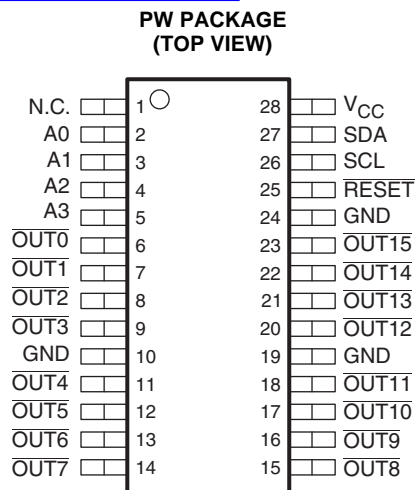 PW PACKAGE
(TOP VIEW)
N.C. 1 28 VCC
A0 2 27 SDA
A1 3 26 SCL
A2 4 25 RESET
A3 5 24 GND
OUT0 6 23 OUT15
OUT1 7 22 OUT14
OUT2 8 21 OUT13
OUT3 9 20 OUT12
GND 10 19 GND
OUT4 11 18 OUT11
OUT5 12 17 OUT10
OUT6 13 16 OUT9
OUT7 14 15 OUT8